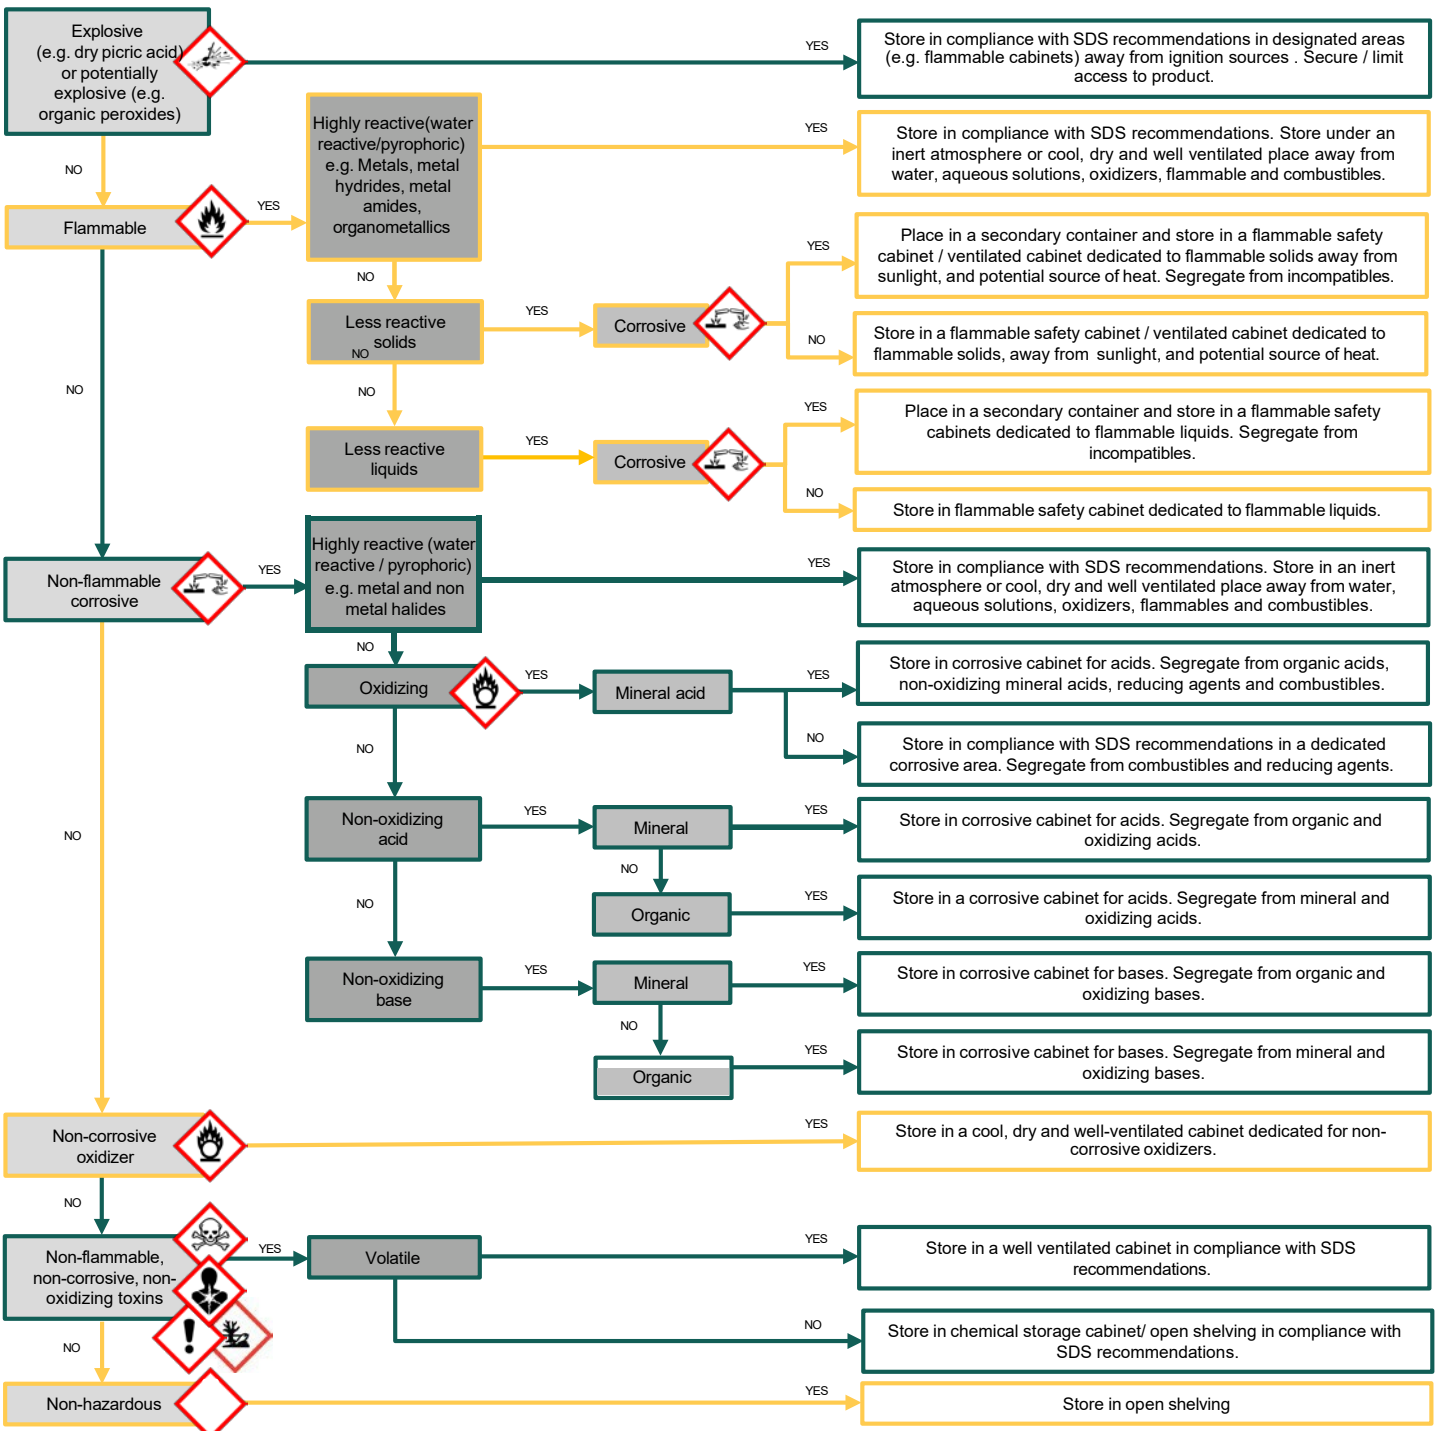 Explosive
(e.g. dry picric acid)
or potentially
explosive (e.g.
organic peroxides)
YES
Store in compliance with SDS recommendations in designated areas
(e.g. flammable cabinets) away from ignition sources . Secure / limit
access to product.
NO
Flammable
YES
Highly reactive(water
reactive/pyrophoric)
e.g. Metals, metal
hydrides, metal
amides,
organometallics
YES
Store in compliance with SDS recommendations. Store under an
inert atmosphere or cool, dry and well ventilated place away from
water, aqueous solutions, oxidizers, flammable and combustibles.
NO
Less reactive
solids
NO
YES
Corrosive
YES
Place in a secondary container and store in a flammable safety
cabinet / ventilated cabinet dedicated to flammable solids away from
sunlight, and potential source of heat. Segregate from incompatibles.
NO
Store in a flammable safety cabinet / ventilated cabinet dedicated to
flammable solids, away from sunlight, and potential source of heat.
NO
Less reactive
liquids
YES
Corrosive
YES
Place in a secondary container and store in a flammable safety
cabinets dedicated to flammable liquids. Segregate from
incompatibles.
NO
Store in flammable safety cabinet dedicated to flammable liquids.
NO
Non-flammable
corrosive
YES
Highly reactive (water
reactive / pyrophoric)
e.g. metal and non
metal halides
YES
Store in compliance with SDS recommendations. Store in an inert
atmosphere or cool, dry and well ventilated place away from water,
aqueous solutions, oxidizers, flammables and combustibles.
NO
Oxidizing
YES
Mineral acid
YES
Store in corrosive cabinet for acids. Segregate from organic acids,
non-oxidizing mineral acids, reducing agents and combustibles.
NO
Store in compliance with SDS recommendations in a dedicated
corrosive area. Segregate from combustibles and reducing agents.
NO
Non-oxidizing
acid
YES
Mineral
YES
Store in corrosive cabinet for acids. Segregate from organic and
oxidizing acids.
NO
Organic
YES
Store in a corrosive cabinet for acids. Segregate from mineral and
oxidizing acids.
NO
Non-oxidizing
base
YES
Mineral
YES
Store in corrosive cabinet for bases. Segregate from organic and
oxidizing bases.
NO
Organic
YES
Store in corrosive cabinet for bases. Segregate from mineral and
oxidizing bases.
NO
Non-corrosive
oxidizer
YES
Store in a cool, dry and well-ventilated cabinet dedicated for non-
corrosive oxidizers.
NO
Non-flammable,
non-corrosive, non-
oxidizing toxins
YES
Volatile
YES
Store in a well ventilated cabinet in compliance with SDS
recommendations.
NO
Store in chemical storage cabinet/ open shelving in compliance with
SDS recommendations.
NO
Non-hazardous
YES
Store in open shelving